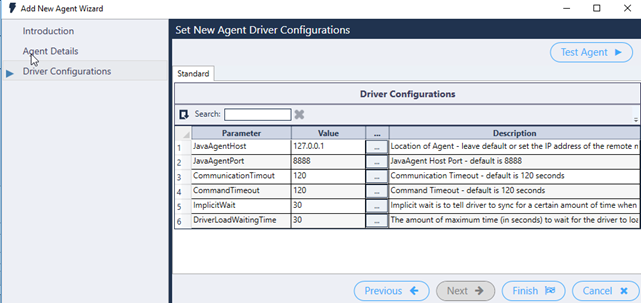 Add New Agent Wizard
Introduction
Agent Details
Driver Configurations
Set New Agent Driver Configurations
Test Agent
Standard
Driver Configurations
Search:
Parameter Value ... Description
1 JavaAgentHost 127.0.0.1 ... Location of Agent - leave default or set the IP address of the remote m
2 JavaAgentPort 8888 ... JavaAgent Host Port - default is 8888
3 CommunicationTimout 120 ... Communication Timeout - default is 120 seconds
4 CommandTimeout 120 ... Command Timeout - default is 120 seconds
5 ImplicitWait 30 ... Implicit wait is to tell driver to sync for a certain amount of time when
6 DriverLoadWaitingTime 30 ... The amount of maximum time (in seconds) to wait for the driver to loa
Previous Next Finish Cancel